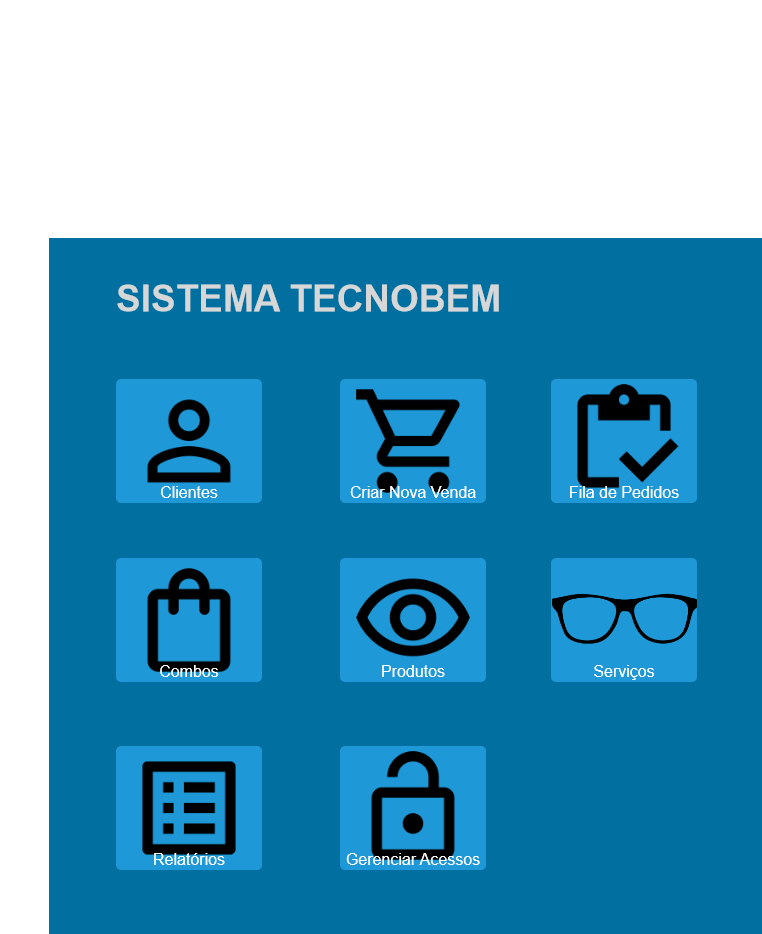 SISTEMA TECNOBEM
Clientes
Criar Nova Venda
Fila de Pedidos
Combos
Produtos
Serviços
Relatórios
Gerenciar Acessos